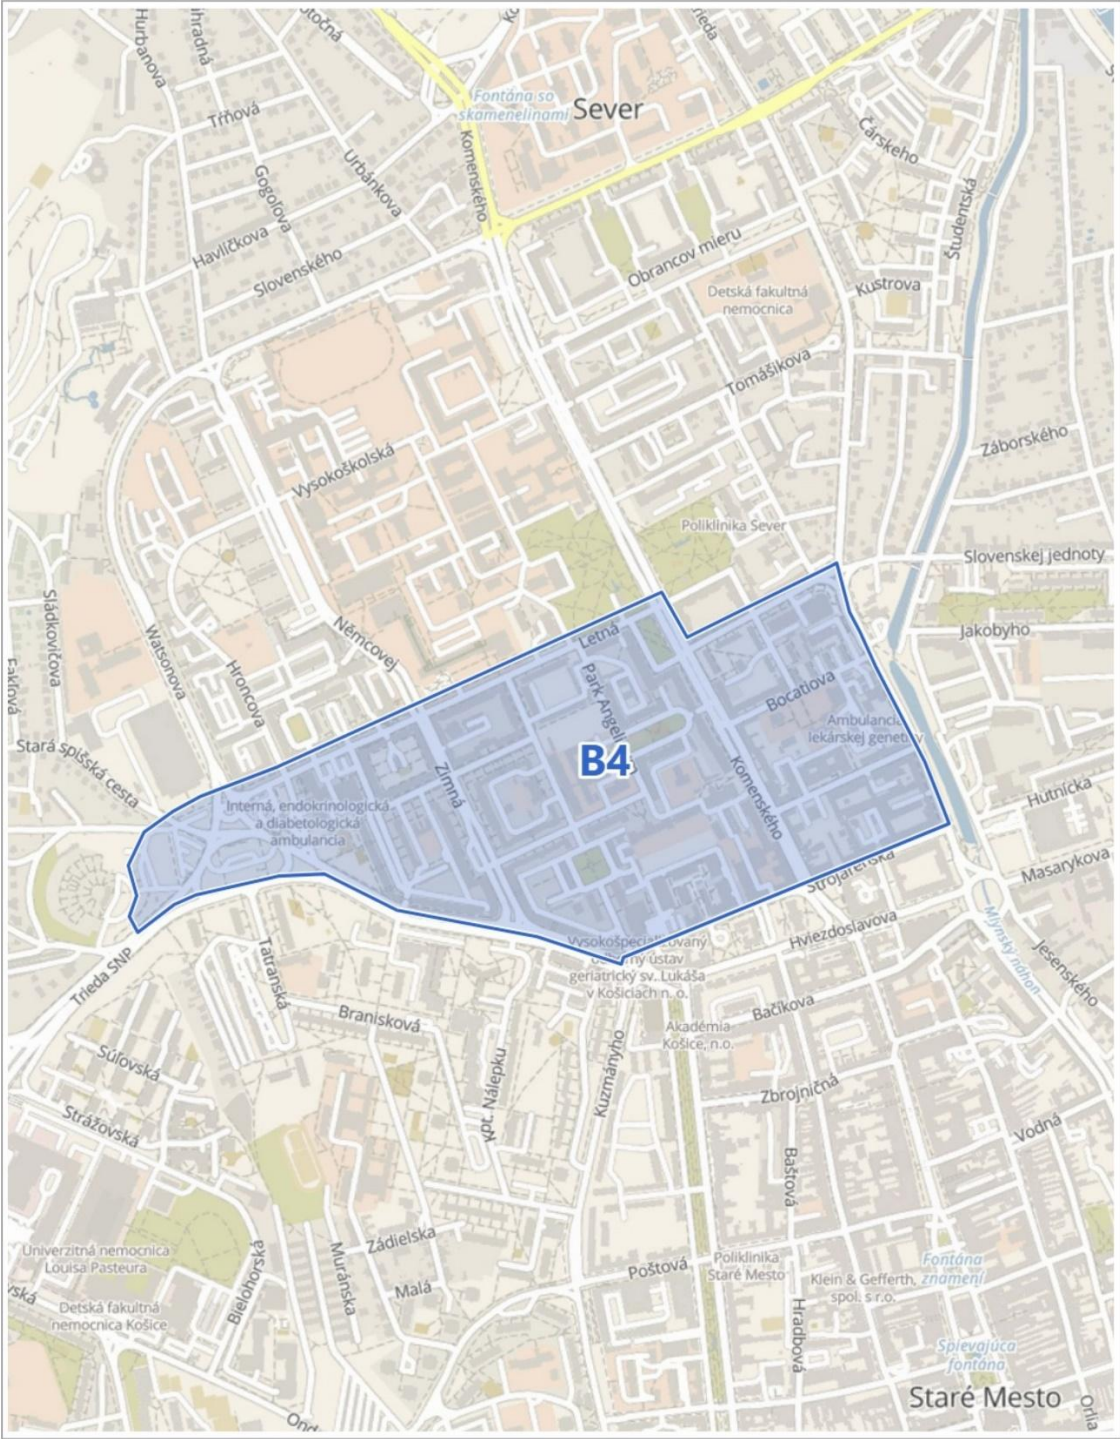 Hurbanova
Sever
Fontána so
skamenelinami
Komenského
Tŕňová
Urbánkova
Gogoľova
Havlíčkova
Slovenského
Čárskeho
Študentská
Obrancov mieru
Kustrova
Detská fakultná
nemocnica
Tomášikova
Záborského
Vysokoškolská
Poliklinika Sever
Slovenskej jednoty
Jakobyho
Sládkovičova
Watsonova
Němcovej
Hroncova
Letná
Bocatiova
Ambulancia
lekárskej genetiky
Stará spišská cesta
B4
Zimná
Komenského
Interná, endokrinologická
a diabetologická
ambulancia
Hutnícka
Masarykova
Strojárenská
Hviezdoslavova
Mlynský náhon
Jesenského
Vysokošpecializovaný
odborný ústav
geriatrický sv. Lukáša
v Košiciach n. o.
Trieda SNP
Tatranská
Branisková
Bačíkova
Akadémia
Košice, n.o.
Kuzmányho
Kpt. Nálepku
Súľovská
Strážovská
Zbrojničná
Vodná
Baštová
Zádielska
Malá
Muránska
Bielohorská
Univerzitná nemocnica
Louisa Pasteura
Detská fakultná
nemocnica Košice
Poštová
Poliklinika
Staré Mesto
Klein & Gefferth,
spol. s r.o.
Fontána
znamení
Hradbová
Spievajúca
fontána
Staré Mesto
Orlia
Ond